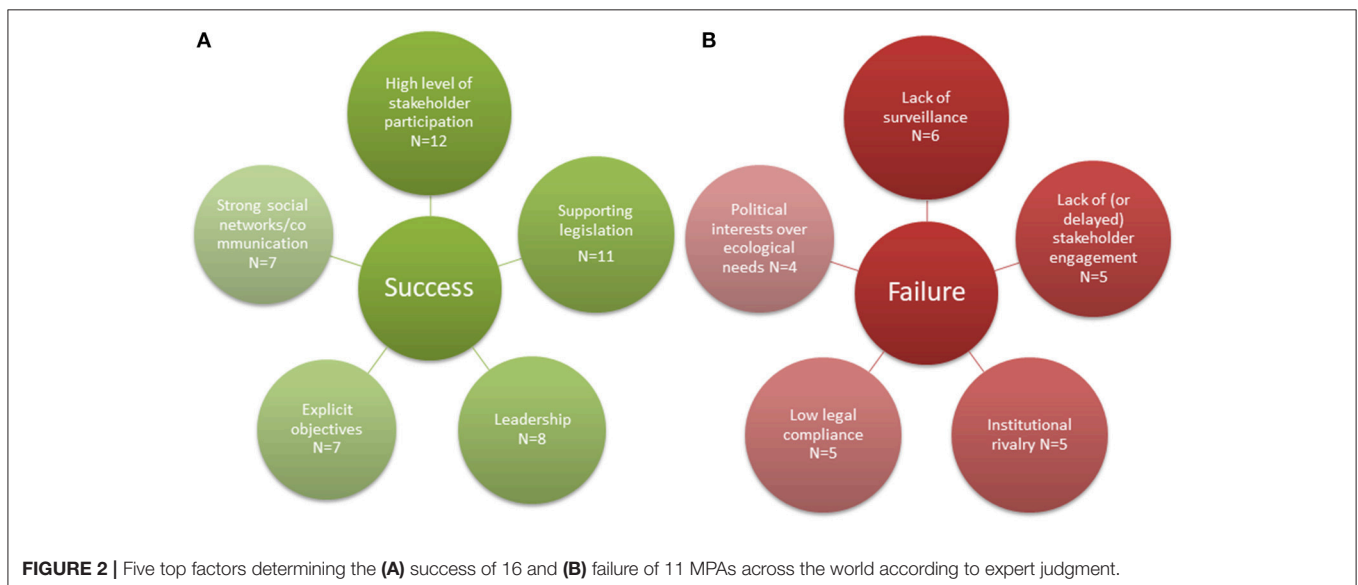 A
High level of
stakeholder
participation
N=12
Supporting
legislation
N=11
Leadership
N=8
Explicit
objectives
N=7
Strong social
networks/co
mmunication
N=7
Success
B
Lack of
surveillance
N=6
Lack of (or
delayed)
stakeholder
engagement
N=5
Institutional
rivalry N=5
Low legal
compliance
N=5
Political
interests over
ecological
needs N=4
Failure
FIGURE 2 | Five top factors determining the (A) success of 16 and (B) failure of 11 MPAs across the world according to expert judgment.